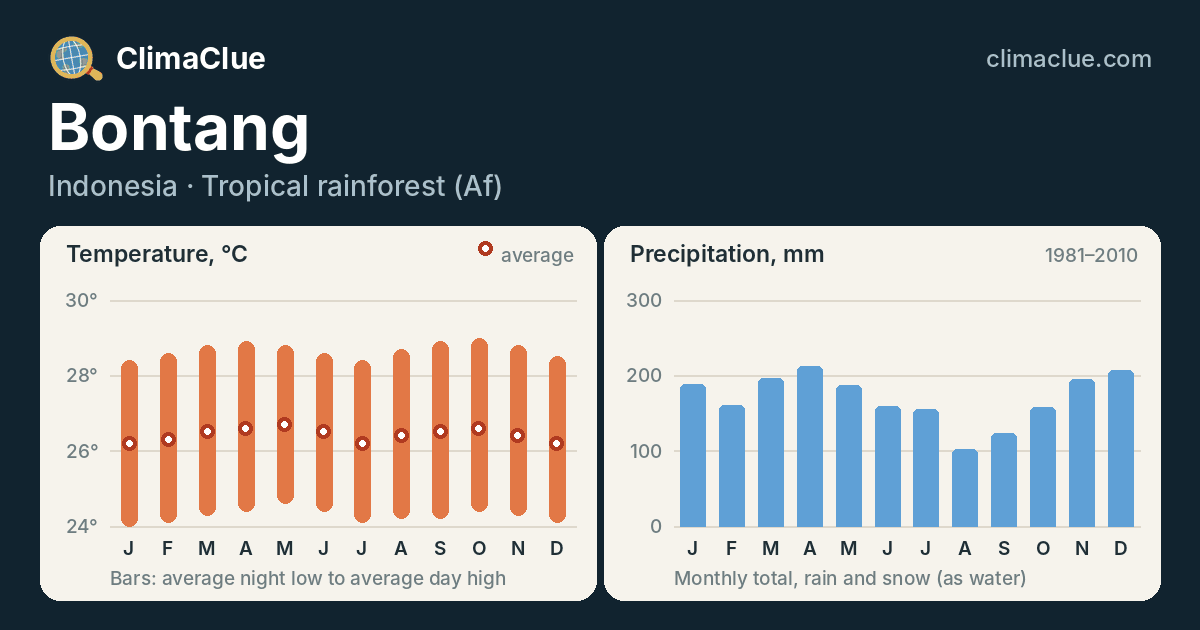 ClimaClue
climaclue.com
Bontang
Indonesia · Tropical rainforest (Af)
Temperature, °C
average
30°
28°
26°
24°
J F M A M J J A S O N D
Bars: average night low to average day high
Precipitation, mm
1981–2010
300
200
100
0
J F M A M J J A S O N D
Monthly total, rain and snow (as water)